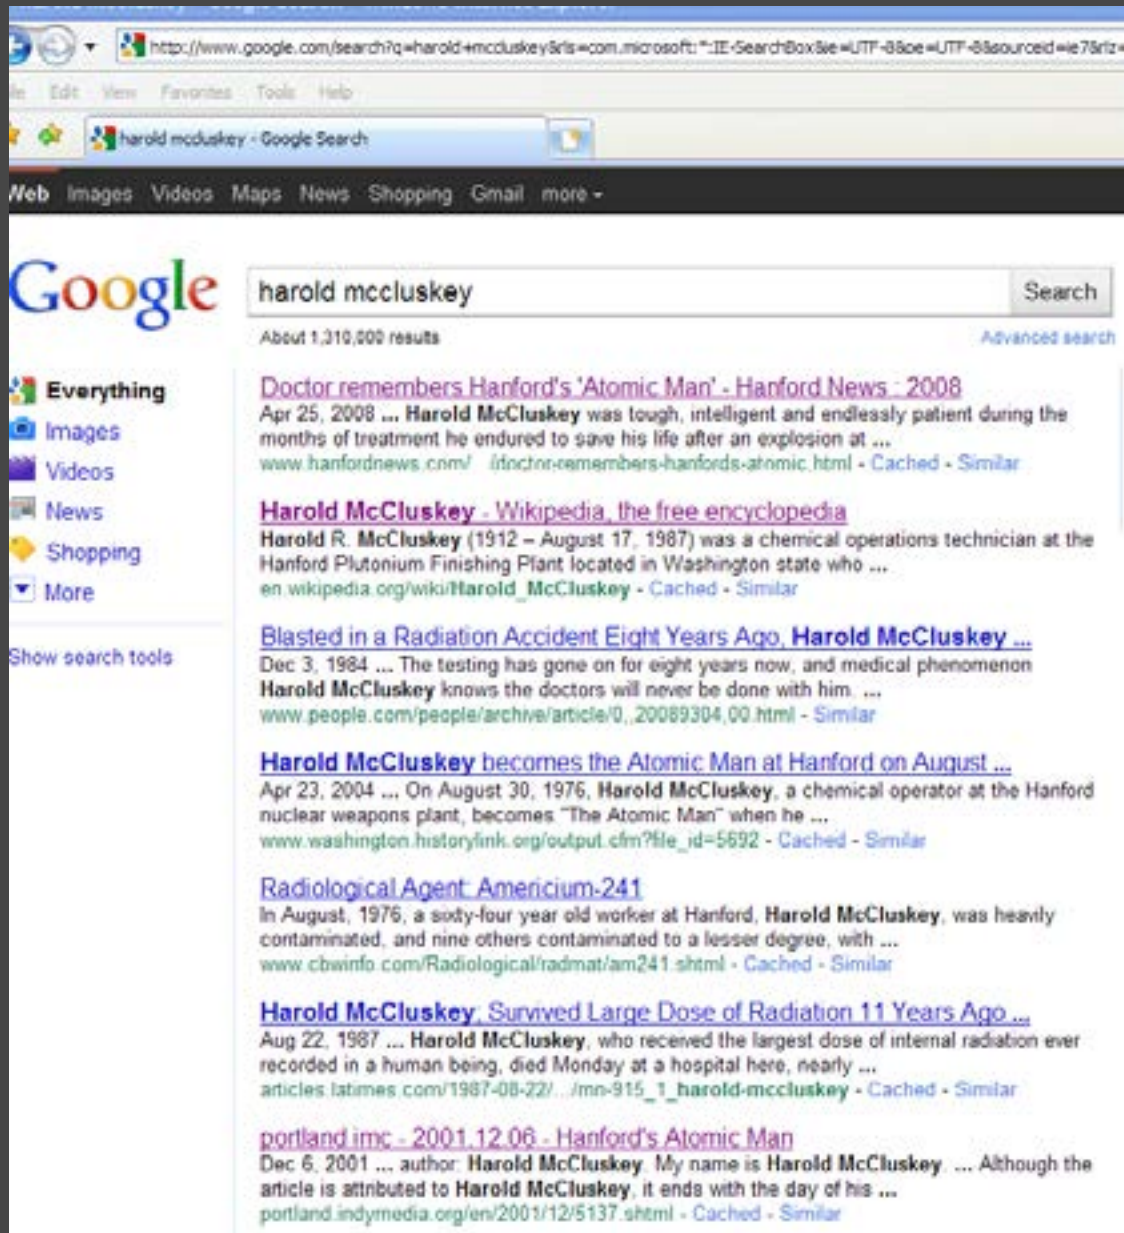 http://www.google.com/search?q=harold+mccluskey&rls=com.microsoft:*:IE-SearchBox&ie=UTF-8&oe=UTF-8&sourceid=ie7&rlz=
Edit View Favorites Tools Help
harold mccluskey - Google Search
Web Images Videos Maps News Shopping Gmail more
Google
harold mccluskey
Search
About 1,310,000 results
Advanced search
Everything
Images
Videos
News
Shopping
More
Show search tools
Doctor remembers Hanford's 'Atomic Man' - Hanford News : 2008
Apr 25, 2008 ... Harold McCluskey was tough, intelligent and endlessly patient during the
months of treatment he endured to save his life after an explosion at ...
www.hanfordnews.com/.../doctor-remembers-hanfords-atomic.html - Cached - Similar
Harold McCluskey - Wikipedia, the free encyclopedia
Harold R. McCluskey (1912 – August 17, 1987) was a chemical operations technician at the
Hanford Plutonium Finishing Plant located in Washington state who ...
en.wikipedia.org/wiki/Harold_McCluskey - Cached - Similar
Blasted in a Radiation Accident Eight Years Ago, Harold McCluskey ...
Dec 3, 1984 ... The testing has gone on for eight years now, and medical phenomenon
Harold McCluskey knows the doctors will never be done with him. ...
www.people.com/people/archive/article/0,,20089304,00.html - Similar
Harold McCluskey becomes the Atomic Man at Hanford on August ...
Apr 23, 2004 ... On August 30, 1976, Harold McCluskey, a chemical operator at the Hanford
nuclear weapons plant, becomes "The Atomic Man" when he ...
www.washington.historylink.org/output.cfm?file_id=5692 - Cached - Similar
Radiological Agent: Americium-241
In August, 1976, a sixty-four year old worker at Hanford, Harold McCluskey, was heavily
contaminated, and nine others contaminated to a lesser degree, with ...
www.cbwinfo.com/Radiological/radmat/am241.shtml - Cached - Similar
Harold McCluskey; Survived Large Dose of Radiation 11 Years Ago ...
Aug 22, 1987 ... Harold McCluskey, who received the largest dose of internal radiation ever
recorded in a human being, died Monday at a hospital here, nearly ...
articles.latimes.com/1987-08-22/.../mn-915_1_harold-mccluskey - Cached - Similar
portland imc - 2001.12.06 - Hanford's Atomic Man
Dec 6, 2001 ... author: Harold McCluskey. My name is Harold McCluskey. ... Although the
article is attributed to Harold McCluskey, it ends with the day of his ...
portland.indymedia.org/en/2001/12/5137.shtml - Cached - Similar